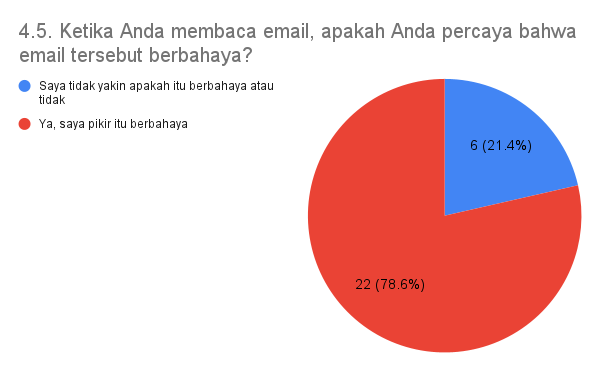 4.5. Ketika Anda membaca email, apakah Anda percaya bahwa
email tersebut berbahaya?
Saya tidak yakin apakah itu berbahaya atau
tidak
Ya, saya pikir itu berbahaya
6 (21.4%)
22 (78.6%)